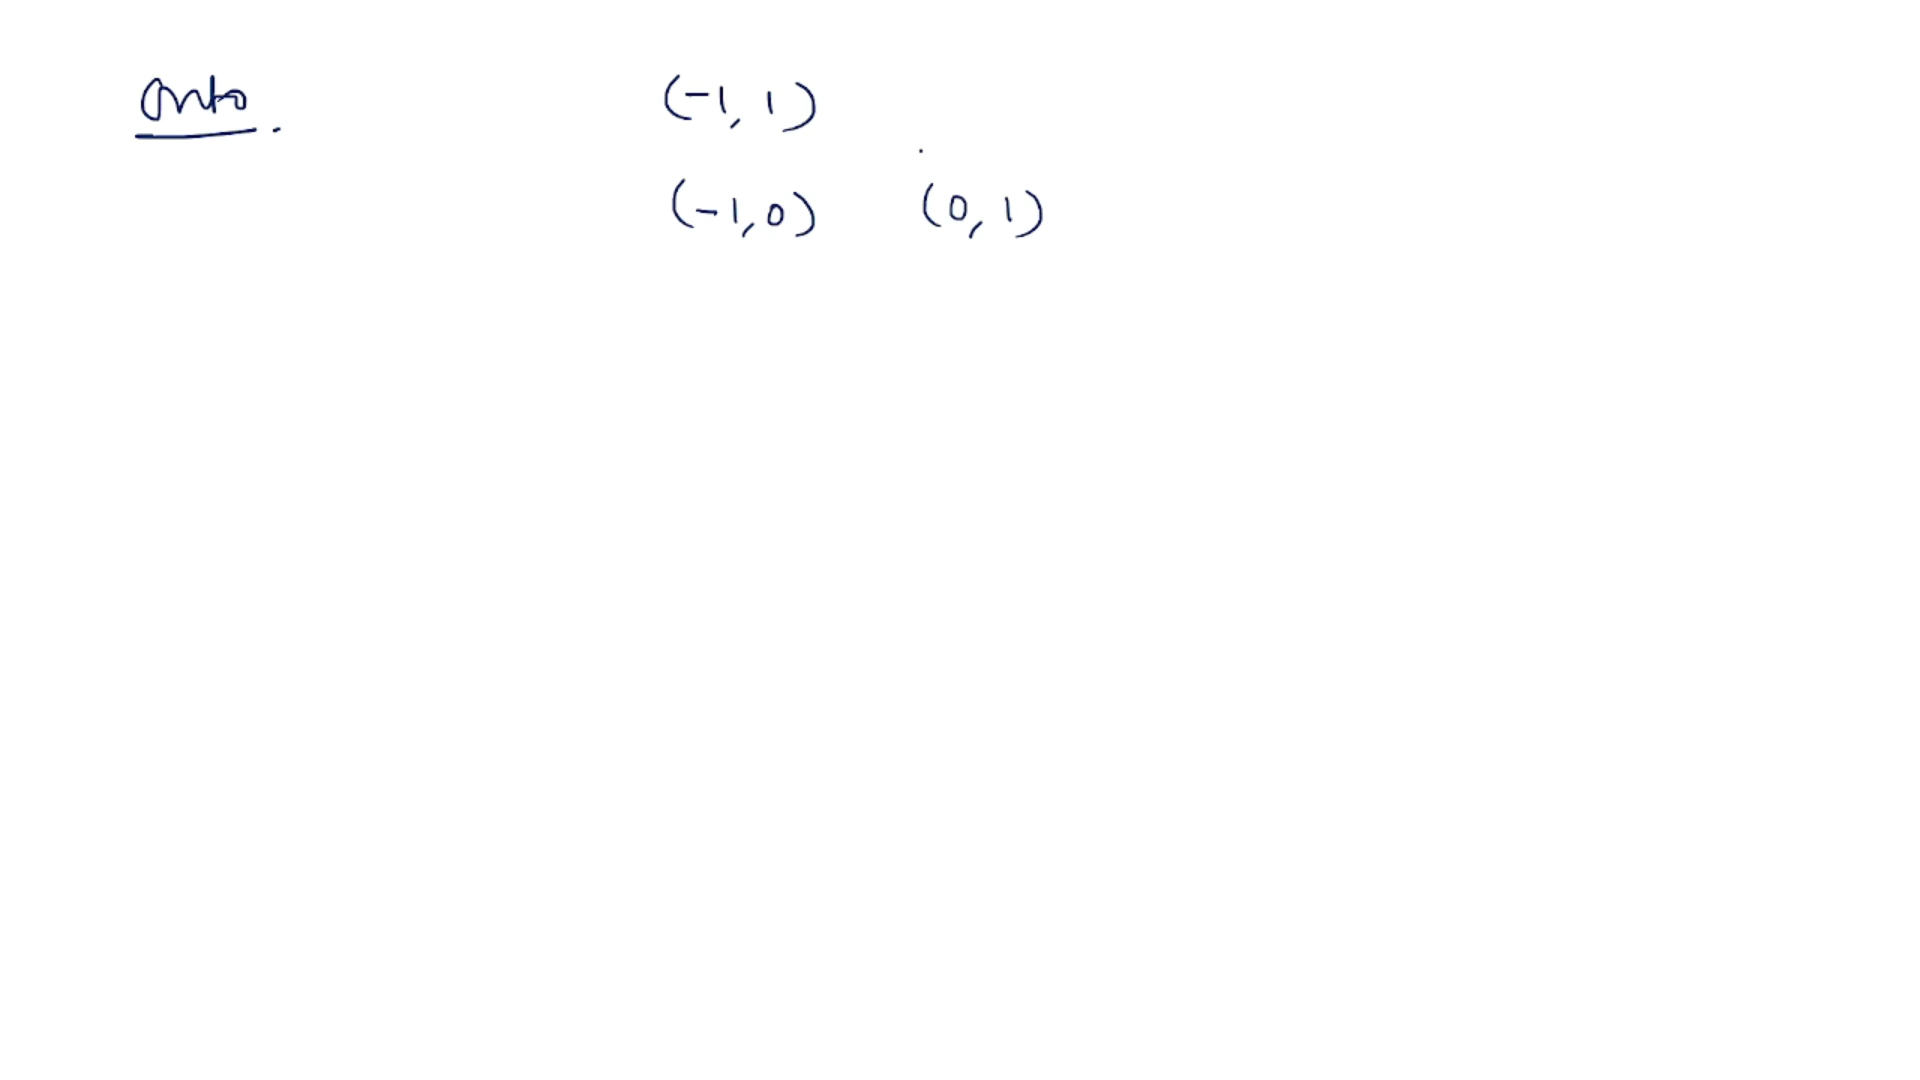 Onto. (-1, 1)
(-1, 0) (0, 1)